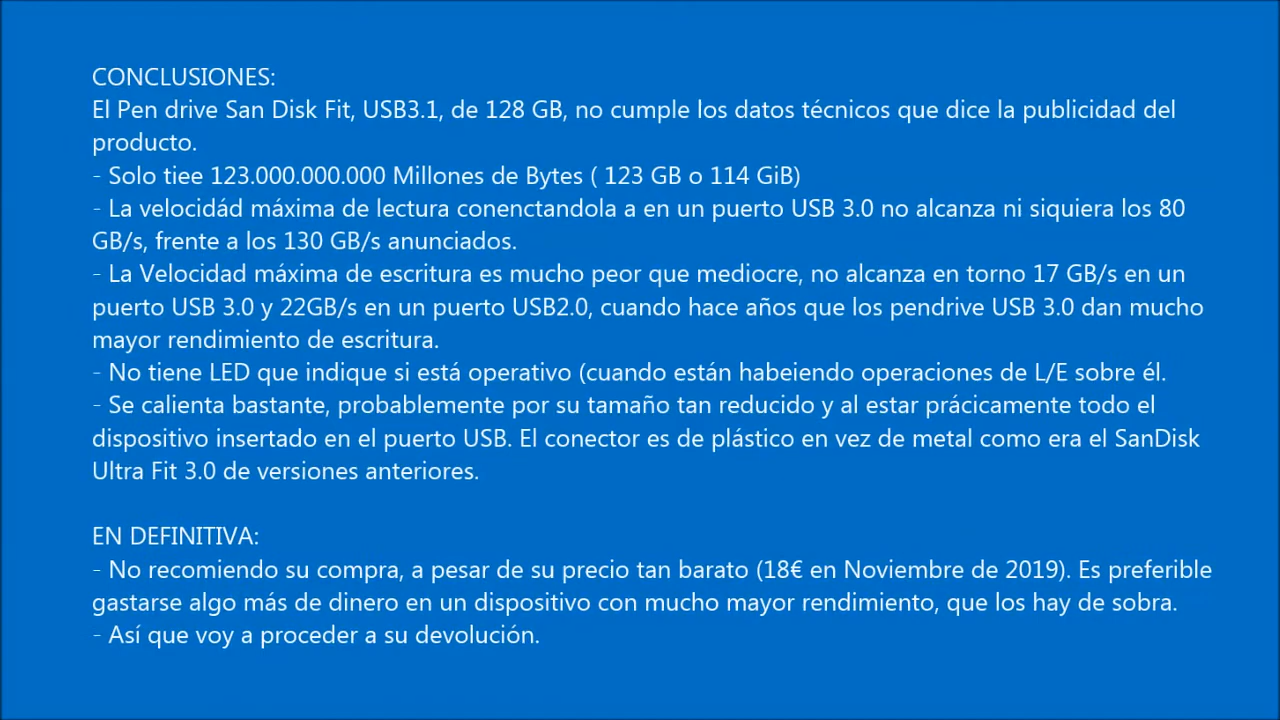 CONCLUSIONES:
El Pen drive San Disk Fit, USB3.1, de 128 GB, no cumple los datos técnicos que dice la publicidad del
producto.
- Solo tiee 123.000.000.000 Millones de Bytes ( 123 GB o 114 GiB)
- La velocidád máxima de lectura conenctandola a en un puerto USB 3.0 no alcanza ni siquiera los 80
GB/s, frente a los 130 GB/s anunciados.
- La Velocidad máxima de escritura es mucho peor que mediocre, no alcanza en torno 17 GB/s en un
puerto USB 3.0 y 22GB/s en un puerto USB2.0, cuando hace años que los pendrive USB 3.0 dan mucho
mayor rendimiento de escritura.
- No tiene LED que indique si está operativo (cuando están habeiendo operaciones de L/E sobre él.
- Se calienta bastante, probablemente por su tamaño tan reducido y al estar prácicamente todo el
dispositivo insertado en el puerto USB. El conector es de plástico en vez de metal como era el SanDisk
Ultra Fit 3.0 de versiones anteriores.
EN DEFINITIVA:
- No recomiendo su compra, a pesar de su precio tan barato (18€ en Noviembre de 2019). Es preferible
gastarse algo más de dinero en un dispositivo con mucho mayor rendimiento, que los hay de sobra.
- Así que voy a proceder a su devolución.